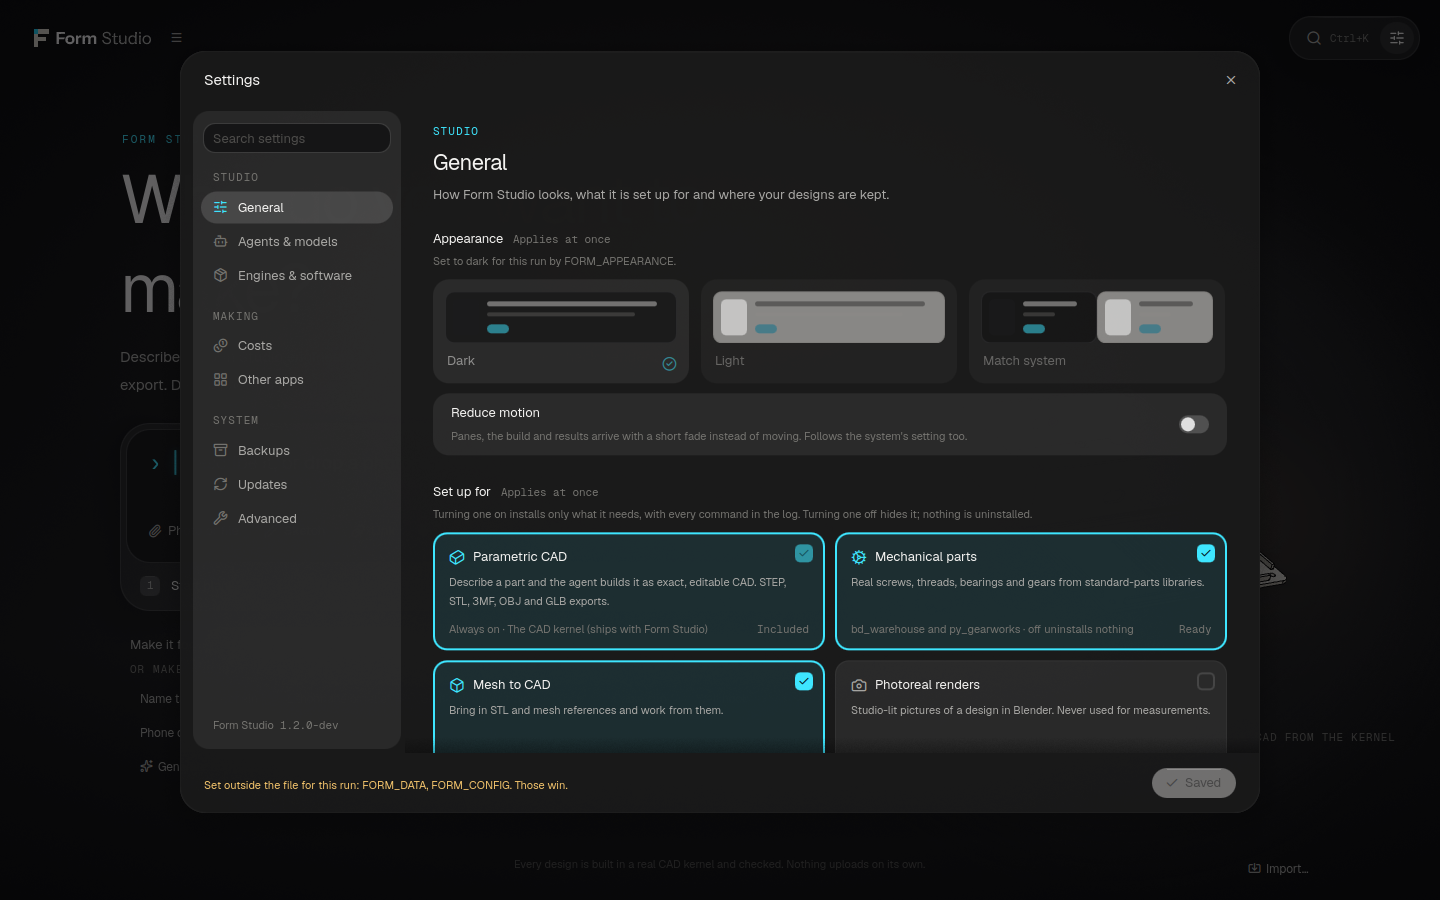 Form Studio
Ctrl+K
Settings
Search settings
STUDIO
General
Agents & models
Engines & software
MAKING
Costs
Other apps
SYSTEM
Backups
Updates
Advanced
Form Studio 1.2.0-dev
STUDIO
General
How Form Studio looks, what it is set up for and where your designs are kept.
Appearance Applies at once
Set to dark for this run by FORM_APPEARANCE.
Dark
Light
Match system
Reduce motion
Panes, the build and results arrive with a short fade instead of moving. Follows the system's setting too.
Set up for Applies at once
Turning one on installs only what it needs, with every command in the log. Turning one off hides it; nothing is uninstalled.
Parametric CAD
Describe a part and the agent builds it as exact, editable CAD. STEP,
STL, 3MF, OBJ and GLB exports.
Always on · The CAD kernel (ships with Form Studio) Included
Mechanical parts
Real screws, threads, bearings and gears from standard-parts libraries.
bd_warehouse and py_gearworks · off uninstalls nothing Ready
Mesh to CAD
Bring in STL and mesh references and work from them.
Photoreal renders
Studio-lit pictures of a design in Blender. Never used for measurements.
Set outside the file for this run: FORM_DATA, FORM_CONFIG. Those win.
Saved
FORM ST
W
ma
Describe
export. D
Ph
1 S
Make it f
OR MAKE
Name t
Phone c
Gen
CAD FROM THE KERNEL
Every design is built in a real CAD kernel and checked. Nothing uploads on its own.
Import…